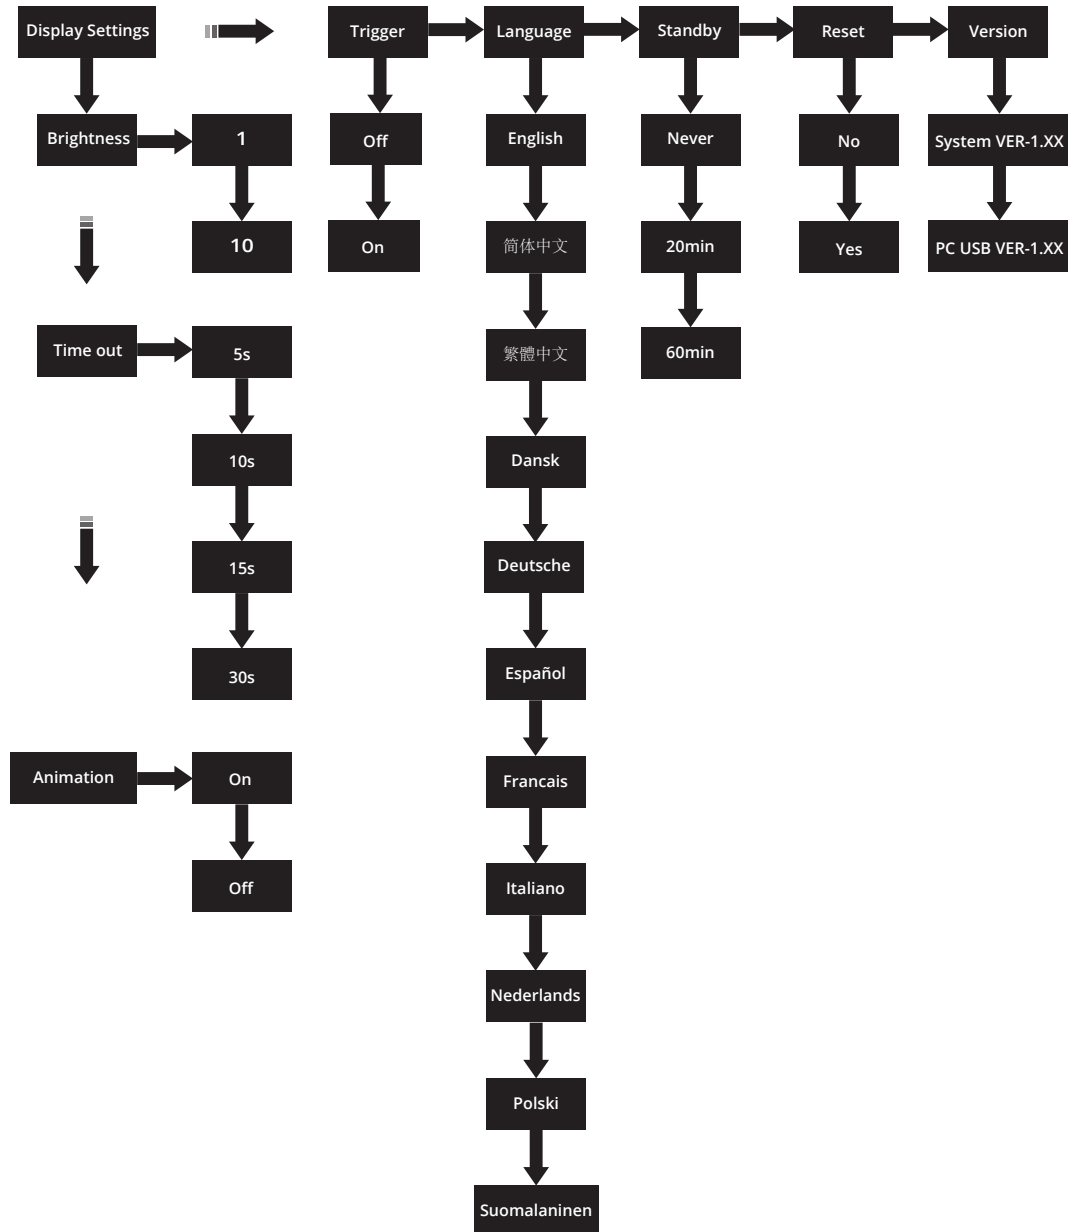 Display Settings
Trigger
Language
Standby
Reset
Version
Brightness
1
10
Time out
5s
10s
15s
30s
Animation
On
Off
Off
On
English
简体中文
繁體中文
Dansk
Deutsche
Español
Francais
Italiano
Nederlands
Polski
Suomalaninen
Never
20min
60min
No
Yes
System VER-1.XX
PC USB VER-1.XX